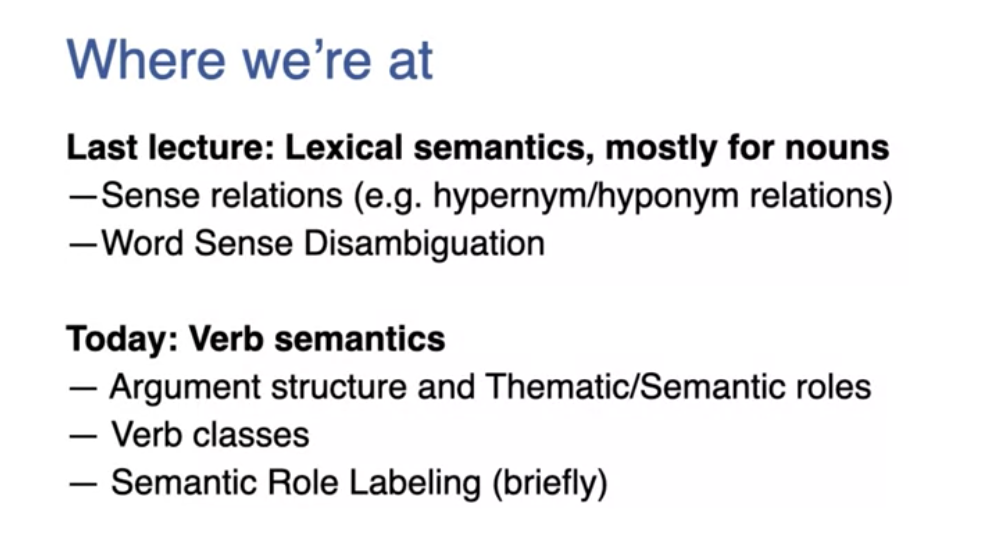 Where we're at
Last lecture: Lexical semantics, mostly for nouns
—Sense relations (e.g. hypernym/hyponym relations)
—Word Sense Disambiguation
Today: Verb semantics
— Argument structure and Thematic/Semantic roles
— Verb classes
— Semantic Role Labeling (briefly)